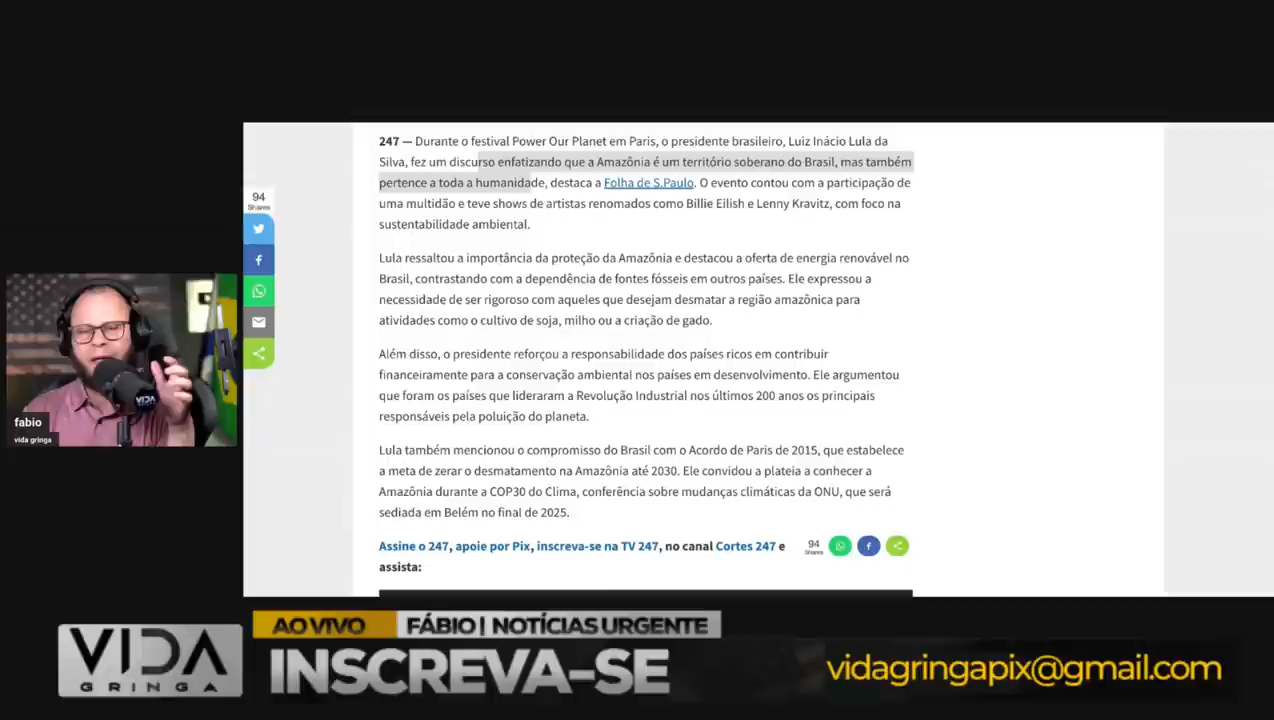 247 — Durante o festival Power Our Planet em Paris, o presidente brasileiro, Luiz Inácio Lula da
Silva, fez um discurso enfatizando que a Amazônia é um território soberano do Brasil, mas também
pertence a toda a humanidade, destaca a Folha de S.Paulo. O evento contou com a participação de
uma multidão e teve shows de artistas renomados como Billie Eilish e Lenny Kravitz, com foco na
sustentabilidade ambiental.
Lula ressaltou a importância da proteção da Amazônia e destacou a oferta de energia renovável no
Brasil, contrastando com a dependência de fontes fósseis em outros países. Ele expressou a
necessidade de ser rigoroso com aqueles que desejam desmatar a região amazônica para
atividades como o cultivo de soja, milho ou a criação de gado.
Além disso, o presidente reforçou a responsabilidade dos países ricos em contribuir
financeiramente para a conservação ambiental nos países em desenvolvimento. Ele argumentou
que foram os países que lideraram a Revolução Industrial nos últimos 200 anos os principais
responsáveis pela poluição do planeta.
Lula também mencionou o compromisso do Brasil com o Acordo de Paris de 2015, que estabelece
a meta de zerar o desmatamento na Amazônia até 2030. Ele convidou a plateia a conhecer a
Amazônia durante a COP30 do Clima, conferência sobre mudanças climáticas da ONU, que será
sediada em Belém no final de 2025.
Assine o 247, apoie por Pix, inscreva-se na TV 247, no canal Cortes 247 e
assista:
94
Shares
94
Shares
VIDA
fabio
vida gringa
AO VIVO
FÁBIO | NOTÍCIAS URGENTE
VIDA
GRINGA
INSCREVA-SE
vidagringapix@gmail.com